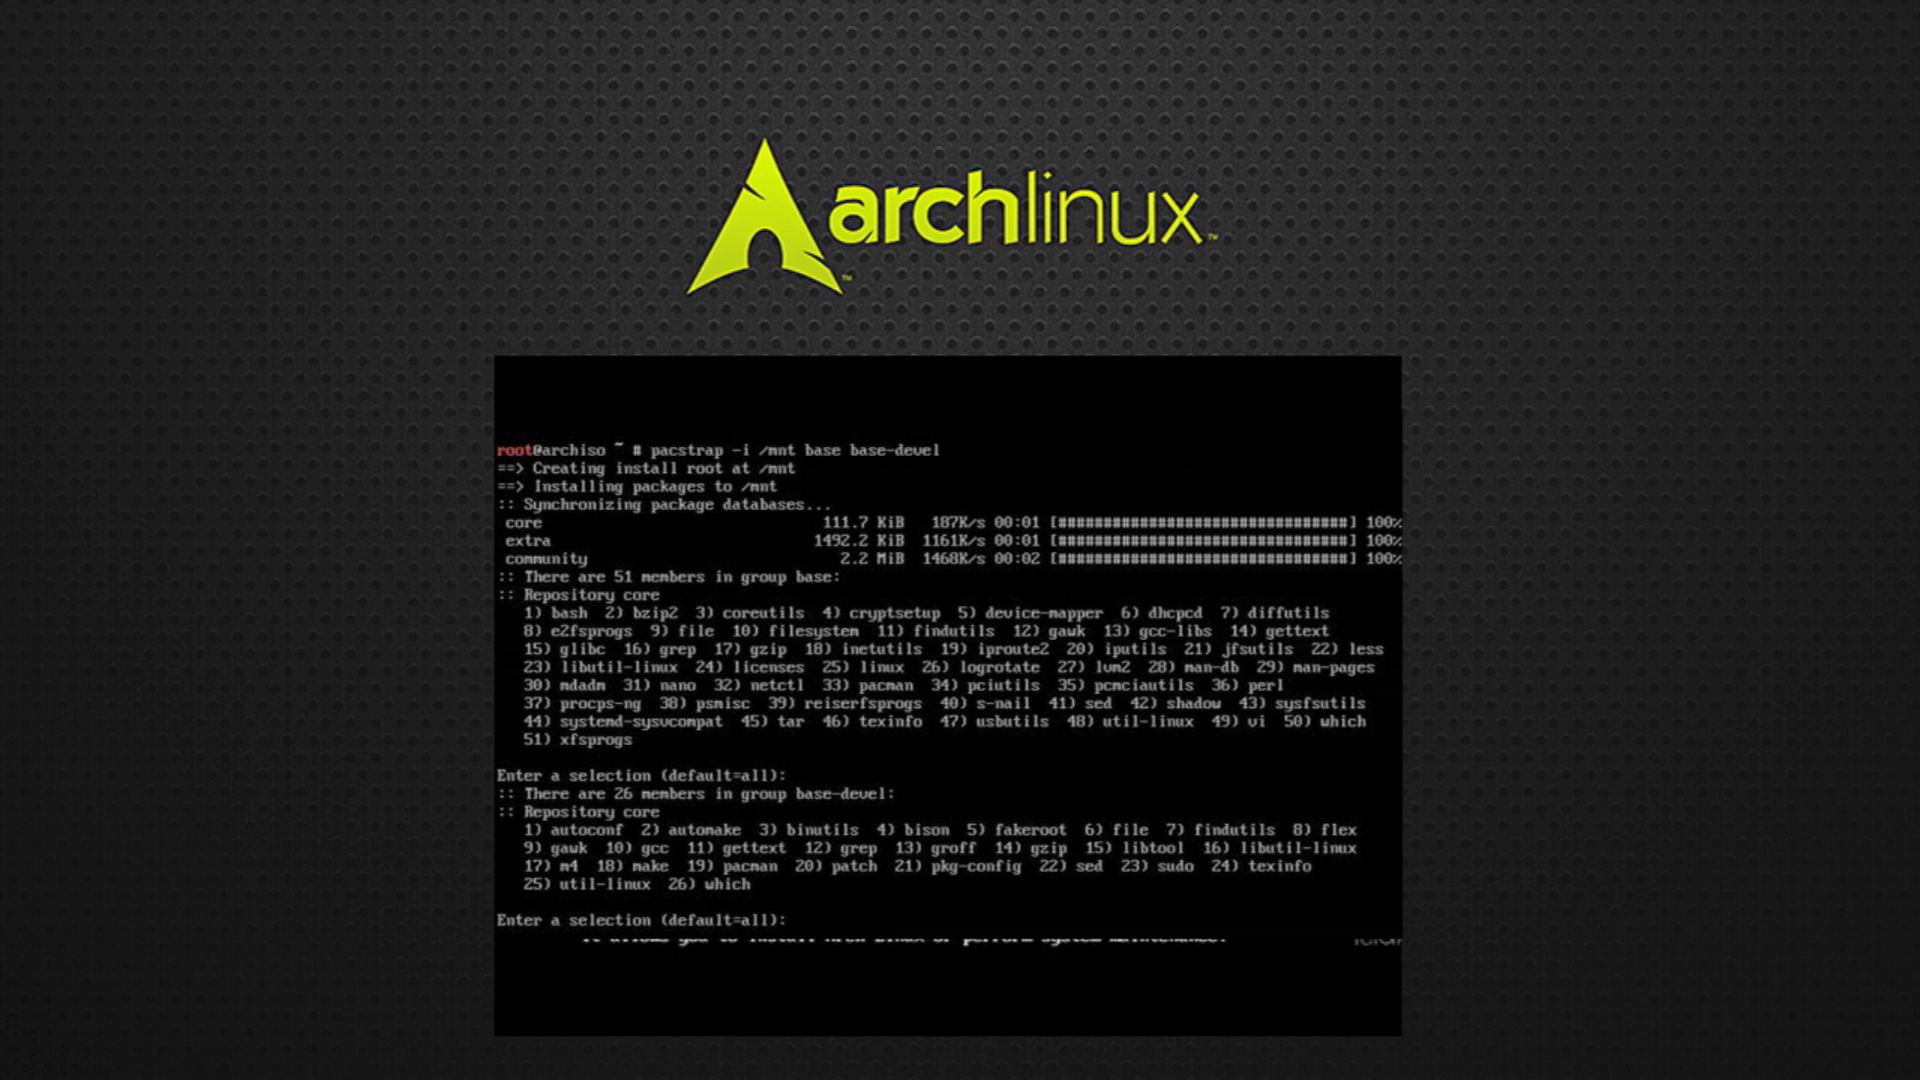 archlinux™
™
root@archiso ~ # pacstrap -i /mnt base base-devel
==> Creating install root at /mnt
==> Installing packages to /mnt
:: Synchronizing package databases...
core 111.7 KiB 187K/s 00:01 [################################] 100%
extra 1492.2 KiB 1161K/s 00:01 [################################] 100%
community 2.2 MiB 1468K/s 00:02 [################################] 100%
:: There are 51 members in group base:
:: Repository core
1) bash 2) bzip2 3) coreutils 4) cryptsetup 5) device-mapper 6) dhcpcd 7) diffutils
8) e2fsprogs 9) file 10) filesystem 11) findutils 12) gawk 13) gcc-libs 14) gettext
15) glibc 16) grep 17) gzip 18) inetutils 19) iproute2 20) iputils 21) jfsutils 22) less
23) libutil-linux 24) licenses 25) linux 26) logrotate 27) lvm2 28) man-db 29) man-pages
30) mdadm 31) nano 32) netctl 33) pacman 34) pciutils 35) pcmciautils 36) perl
37) procps-ng 38) psmisc 39) reiserfsprogs 40) s-nail 41) sed 42) shadow 43) sysfsutils
44) systemd-sysvcompat 45) tar 46) texinfo 47) usbutils 48) util-linux 49) vi 50) which
51) xfsprogs
Enter a selection (default=all):
:: There are 26 members in group base-devel:
:: Repository core
1) autoconf 2) automake 3) binutils 4) bison 5) fakeroot 6) file 7) findutils 8) flex
9) gawk 10) gcc 11) gettext 12) grep 13) groff 14) gzip 15) libtool 16) libutil-linux
17) m4 18) make 19) pacman 20) patch 21) pkg-config 22) sed 23) sudo 24) texinfo
25) util-linux 26) which
Enter a selection (default=all):